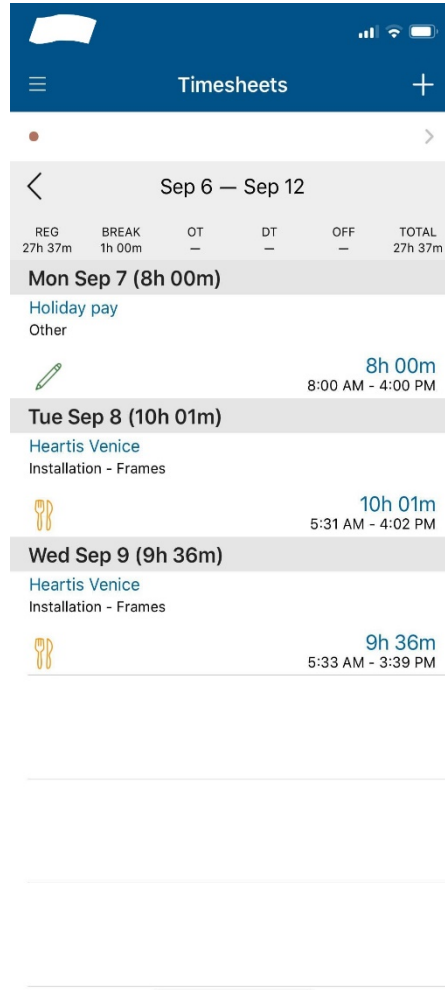 Timesheets
Sep 6 — Sep 12
REG BREAK OT DT OFF TOTAL
27h 37m 1h 00m — — — 27h 37m
Mon Sep 7 (8h 00m)
Holiday pay
Other
8h 00m
8:00 AM - 4:00 PM
Tue Sep 8 (10h 01m)
Heartis Venice
Installation - Frames
10h 01m
5:31 AM - 4:02 PM
Wed Sep 9 (9h 36m)
Heartis Venice
Installation - Frames
9h 36m
5:33 AM - 3:39 PM